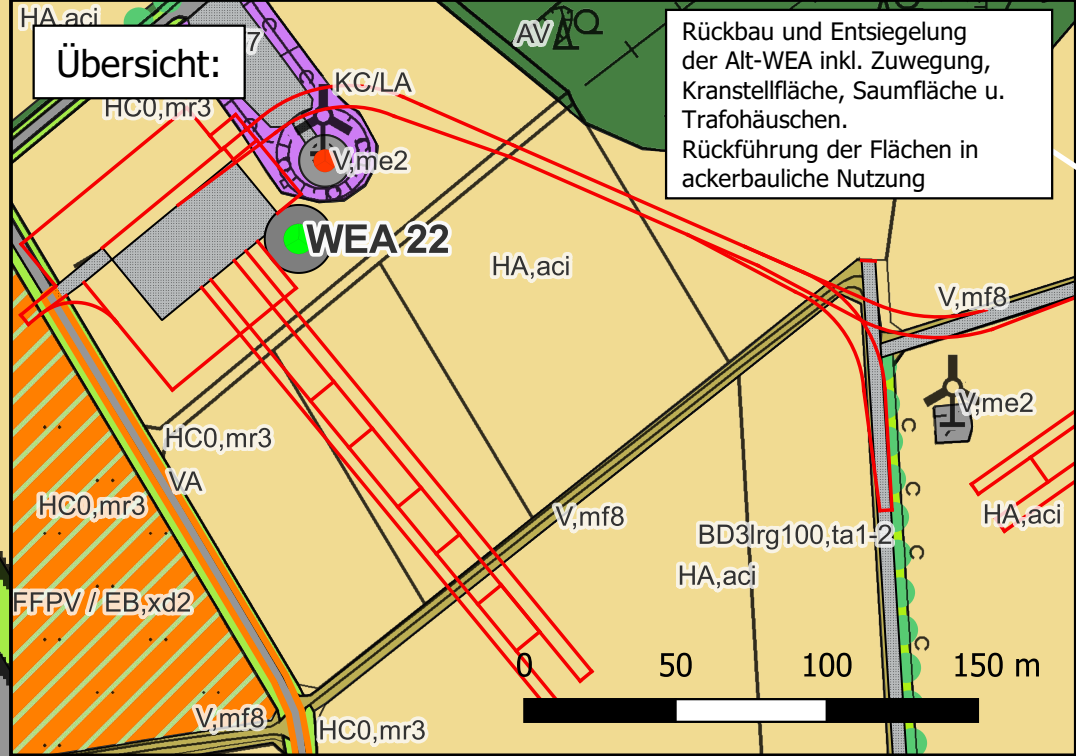 HA,aci
7
Übersicht:
HC0,mr3
KC/LA
V,me2
AV
Rückbau und Entsiegelung
der Alt-WEA inkl. Zuwegung,
Kranstellfläche, Saumfläche u.
Trafohäuschen.
Rückführung der Flächen in
ackerbauliche Nutzung
WEA 22
HA,aci
V,mf8
V,me2
HC0,mr3
VA
HC0,mr3
V,mf8
BD3lrg100,ta1-2
HA,aci
HA,aci
FFPV / EB,xd2
V,mf8
HC0,mr3
0 50 100 150 m